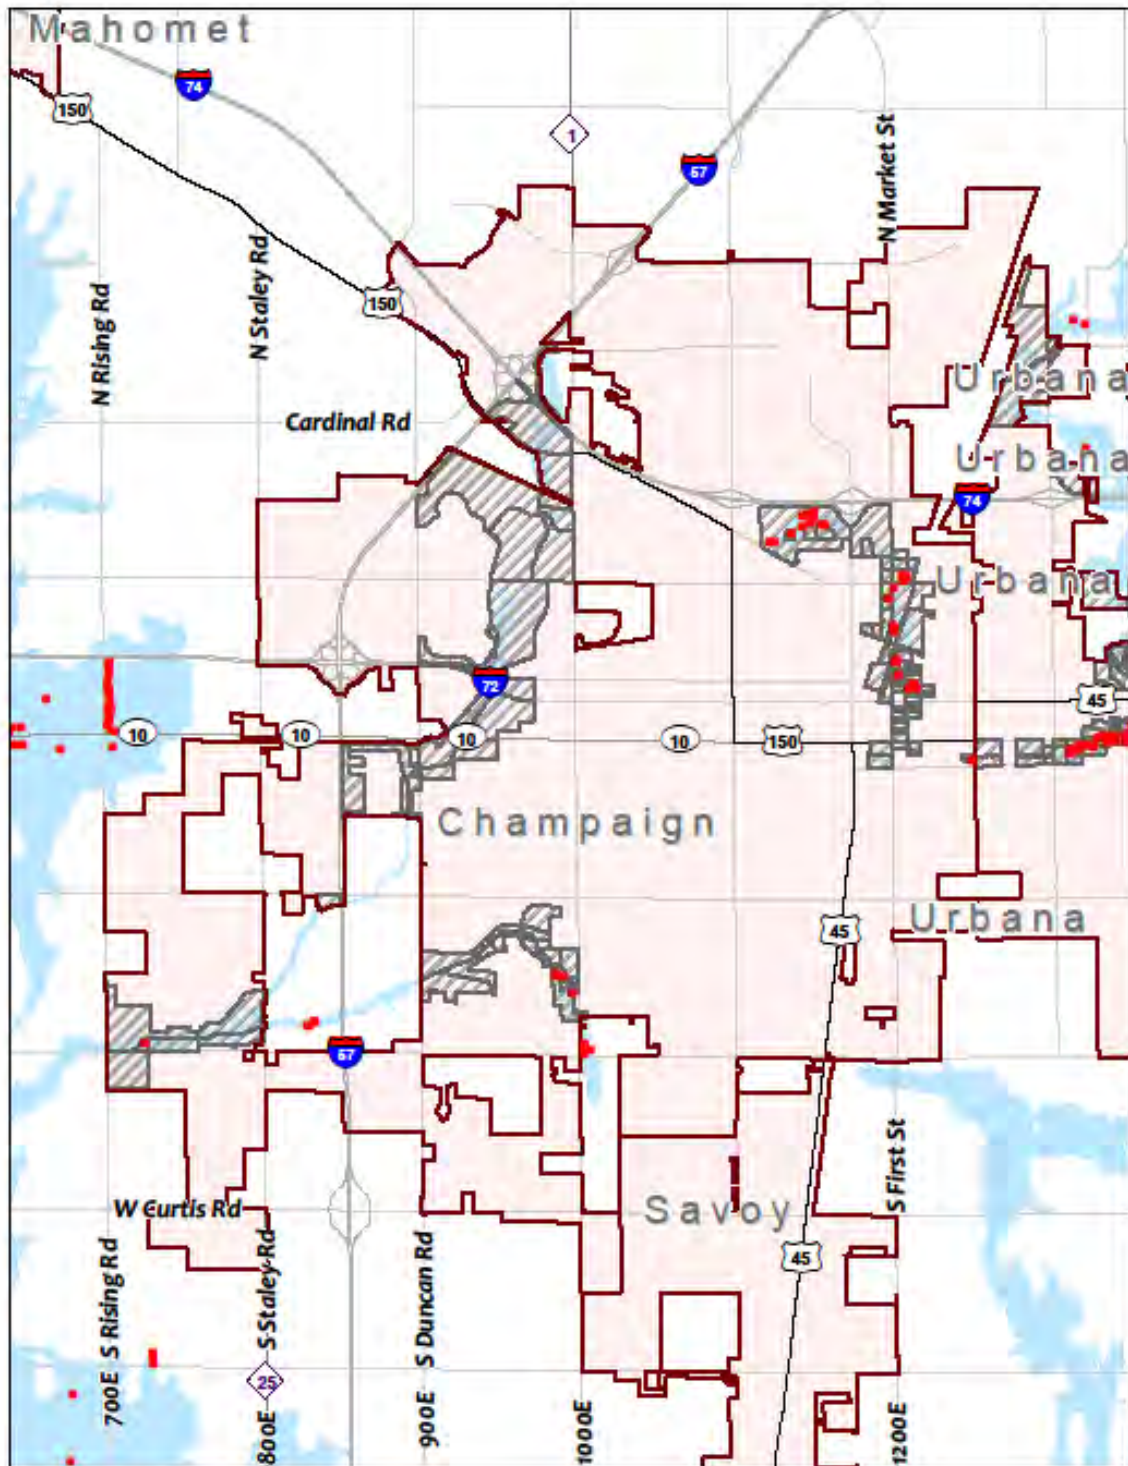 Mahomet
74
150
1
57
N Market St
N Staley Rd
150
N Rising Rd
Urbana
Cardinal Rd
Urbana
74
Urbana
72
45
10
10
10
10
150
Champaign
Urbana
45
57
S First St
W Curtis Rd
Savoy
45
S Rising Rd
S Staley Rd
S Duncan Rd
25
700E
800E
900E
1000E
1200E